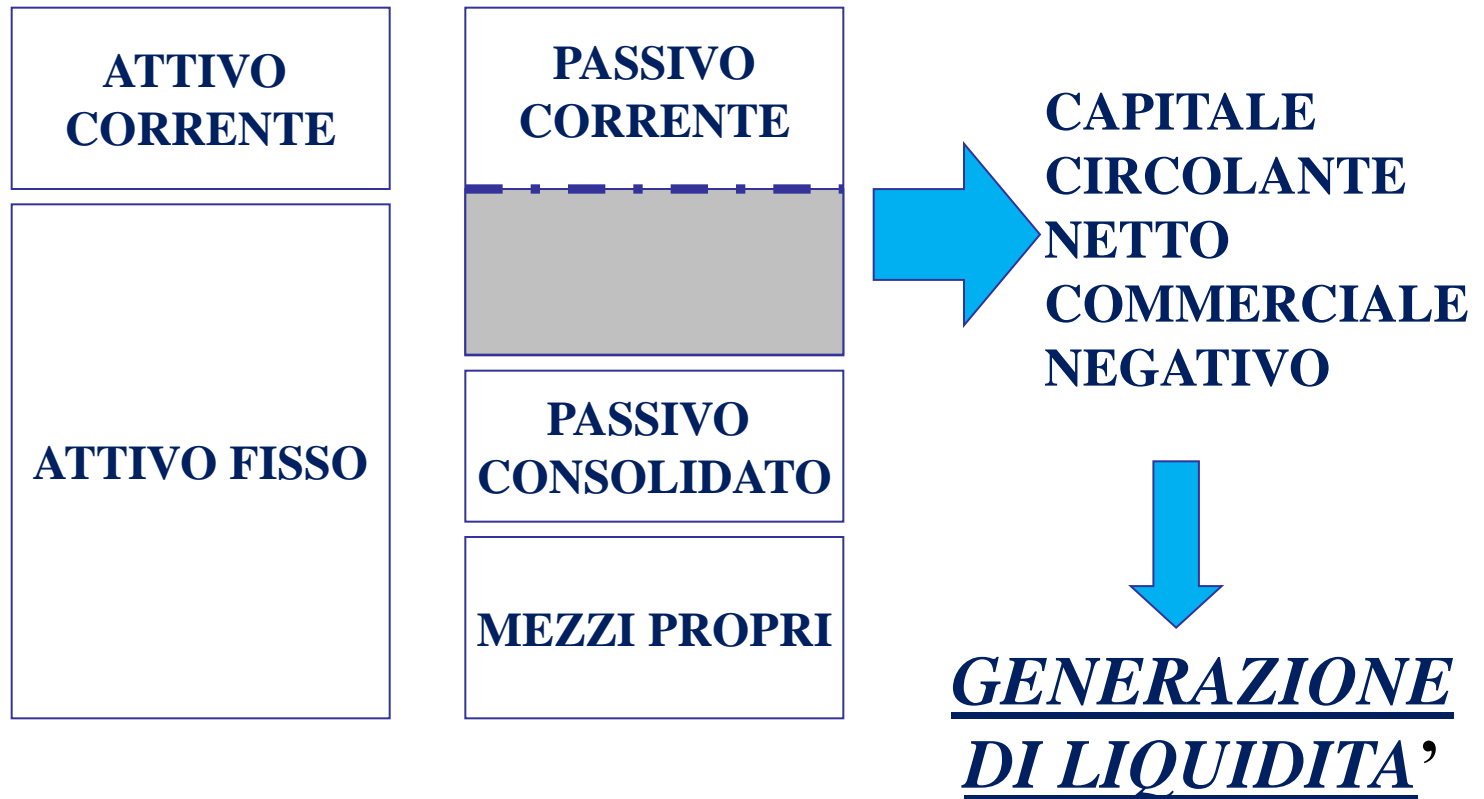 ATTIVO
CORRENTE
ATTIVO FISSO
PASSIVO
CORRENTE
PASSIVO
CONSOLIDATO
MEZZI PROPRI
CAPITALE
CIRCOLANTE
NETTO
COMMERCIALE
NEGATIVO
GENERAZIONE
DI LIQUIDITA’